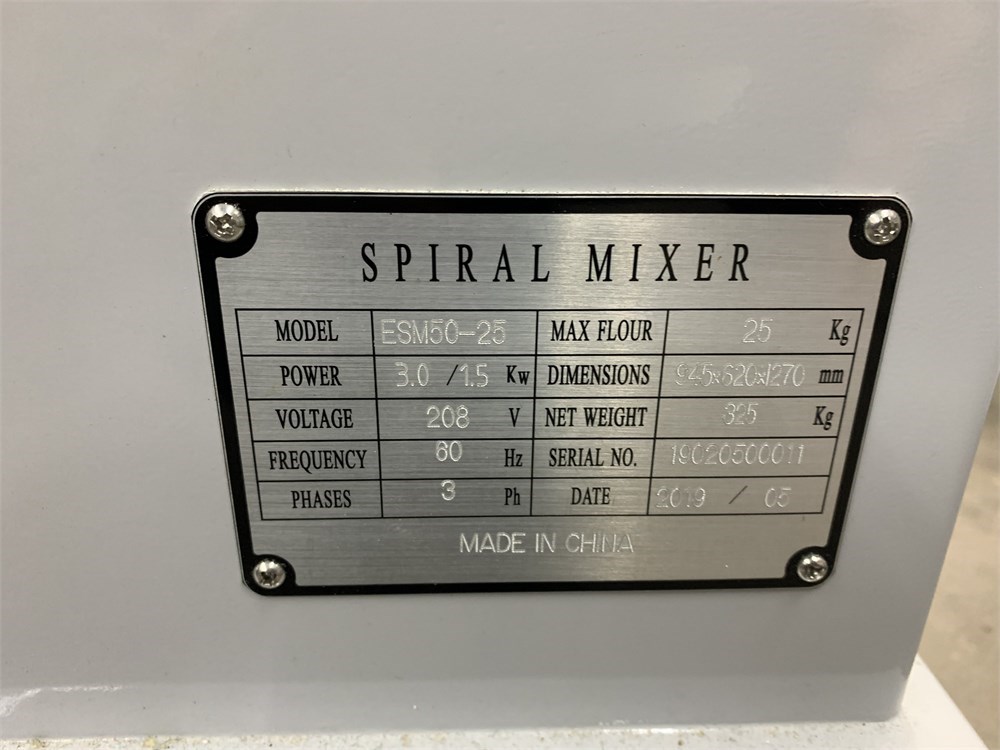 SPIRAL MIXER
MODEL ESM50-25 MAX FLOUR 25 Kg
POWER 3.0 /1.5 Kw DIMENSIONS 945x620x1270 mm
VOLTAGE 208 V NET WEIGHT 325 Kg
FREQUENCY 60 Hz SERIAL NO. 19020500011
PHASES 3 Ph DATE 2019 / 05
MADE IN CHINA